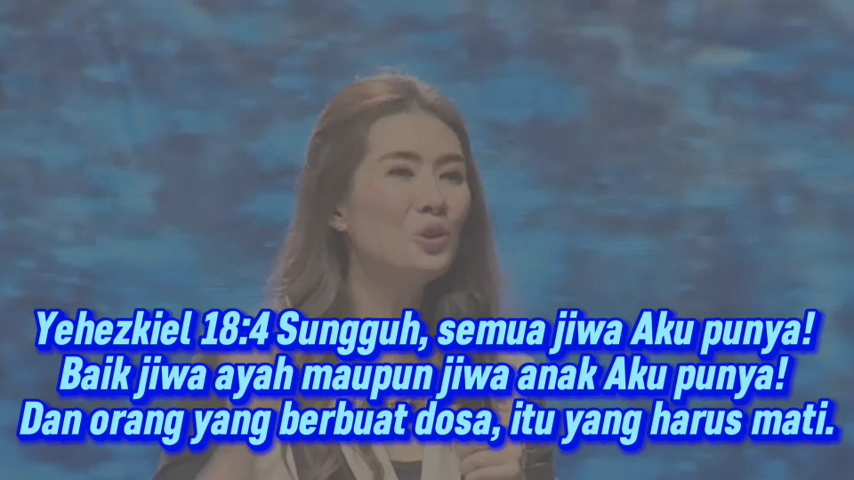 Yehezkiel 18:4 Sungguh, semua jiwa Aku punya!
Baik jiwa ayah maupun jiwa anak Aku punya!
Dan orang yang berbuat dosa, itu yang harus mati.